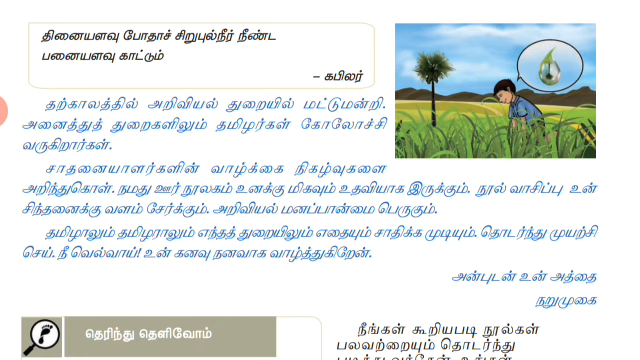 தினையளவு போதாச் சிறுபுல்நீர் நீண்ட
பனையளவு காட்டும்
– கபிலர்
தற்காலத்தில் அறிவியல் துறையில் மட்டுமன்றி.
அனைத்துத் துறைகளிலும் தமிழர்கள் கோலோச்சி
வருகிறார்கள்.
சாதனையாளர்களின் வாழ்க்கை நிகழ்வுகளை
அறிந்துகொள். நமது ஊர் நூலகம் உனக்கு மிகவும் உதவியாக இருக்கும். நூல் வாசிப்பு உன்
சிந்தனைக்கு வளம் சேர்க்கும். அறிவியல் மனப்பான்மை பெருகும்.
தமிழாலும் தமிழராலும் எந்தத் துறையிலும் எதையும் சாதிக்க முடியும். தொடர்ந்து முயற்சி
செய். நீ வெல்வாய்! உன் கனவு நனவாக வாழ்த்துகிறேன்.
அன்புடன் உன் அத்தை
நறுமுகை
தெரிந்து தெளிவோம்
நீங்கள் கூறியபடி நூல்கள்
பலவற்றையும் தொடர்ந்து